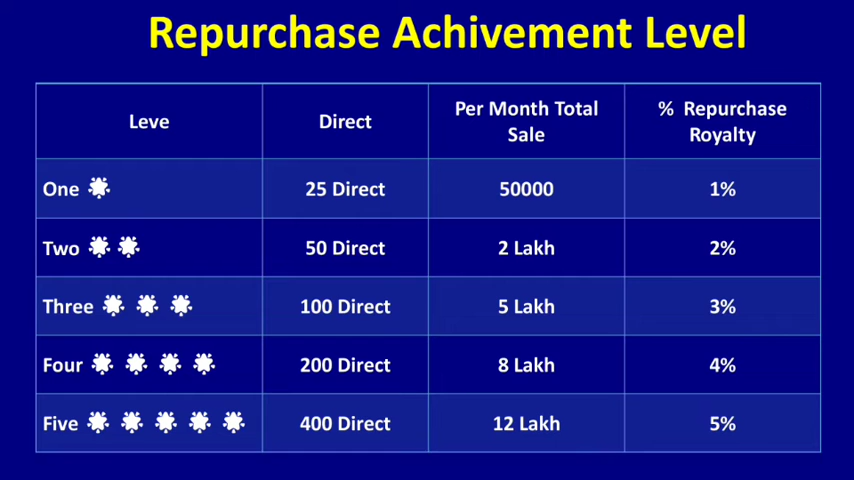 Repurchase Achivement Level
Leve Direct Per Month Total Sale % Repurchase Royalty
One 25 Direct 50000 1%
Two 50 Direct 2 Lakh 2%
Three 100 Direct 5 Lakh 3%
Four 200 Direct 8 Lakh 4%
Five 400 Direct 12 Lakh 5%